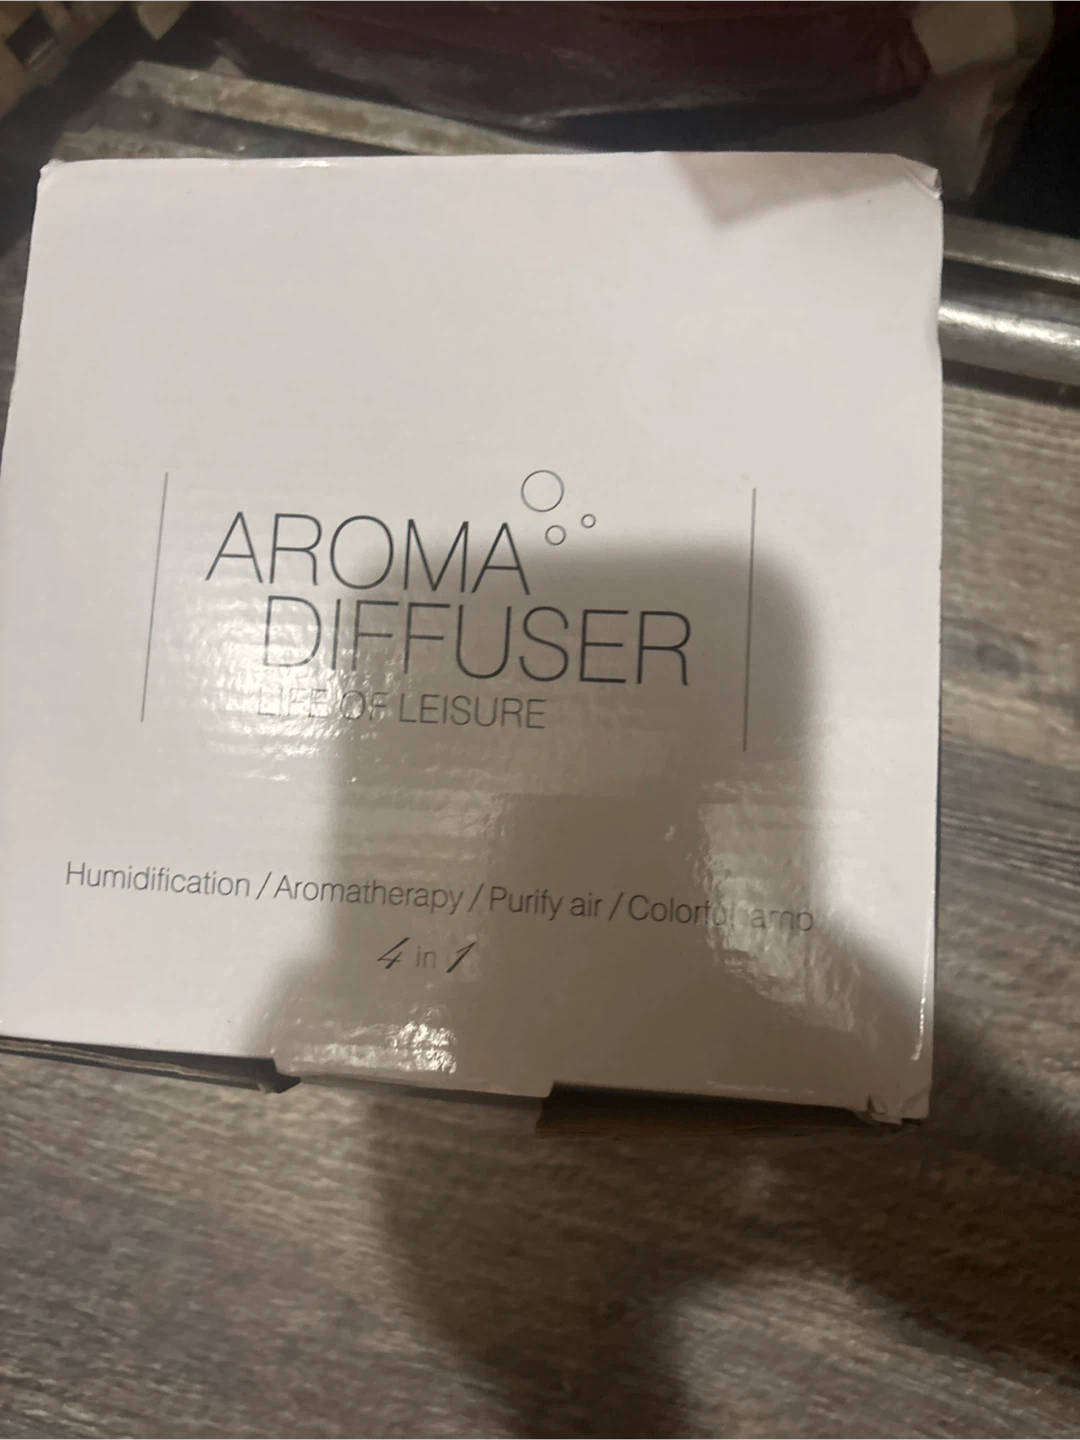 AROMA
DIFFUSER
LIFE OF LEISURE
Humidification / Aromatherapy / Purify air / Colorful lamp
4 in 1